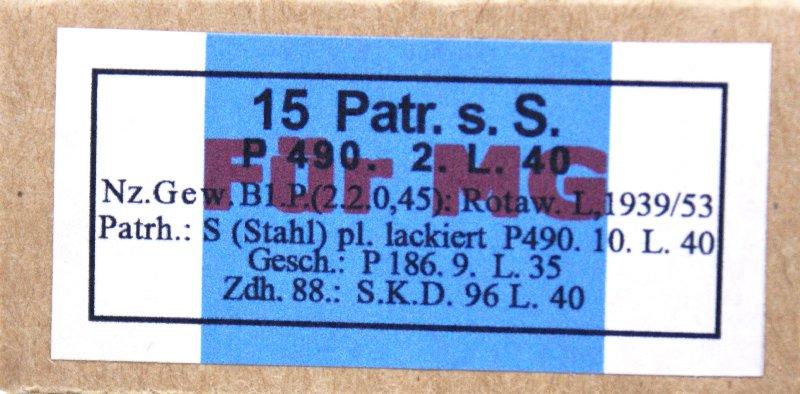 15 Patr. s. S.
Für MG
P 490. 2. L. 40
Nz.Gew.Bl.P.(2.2.0,45): Rotaw. L,1939/53
Patrh.: S (Stahl) pl. lackiert P490. 10. L. 40
Gesch.: P 186. 9. L. 35
Zdh. 88.: S.K.D. 96 L. 40